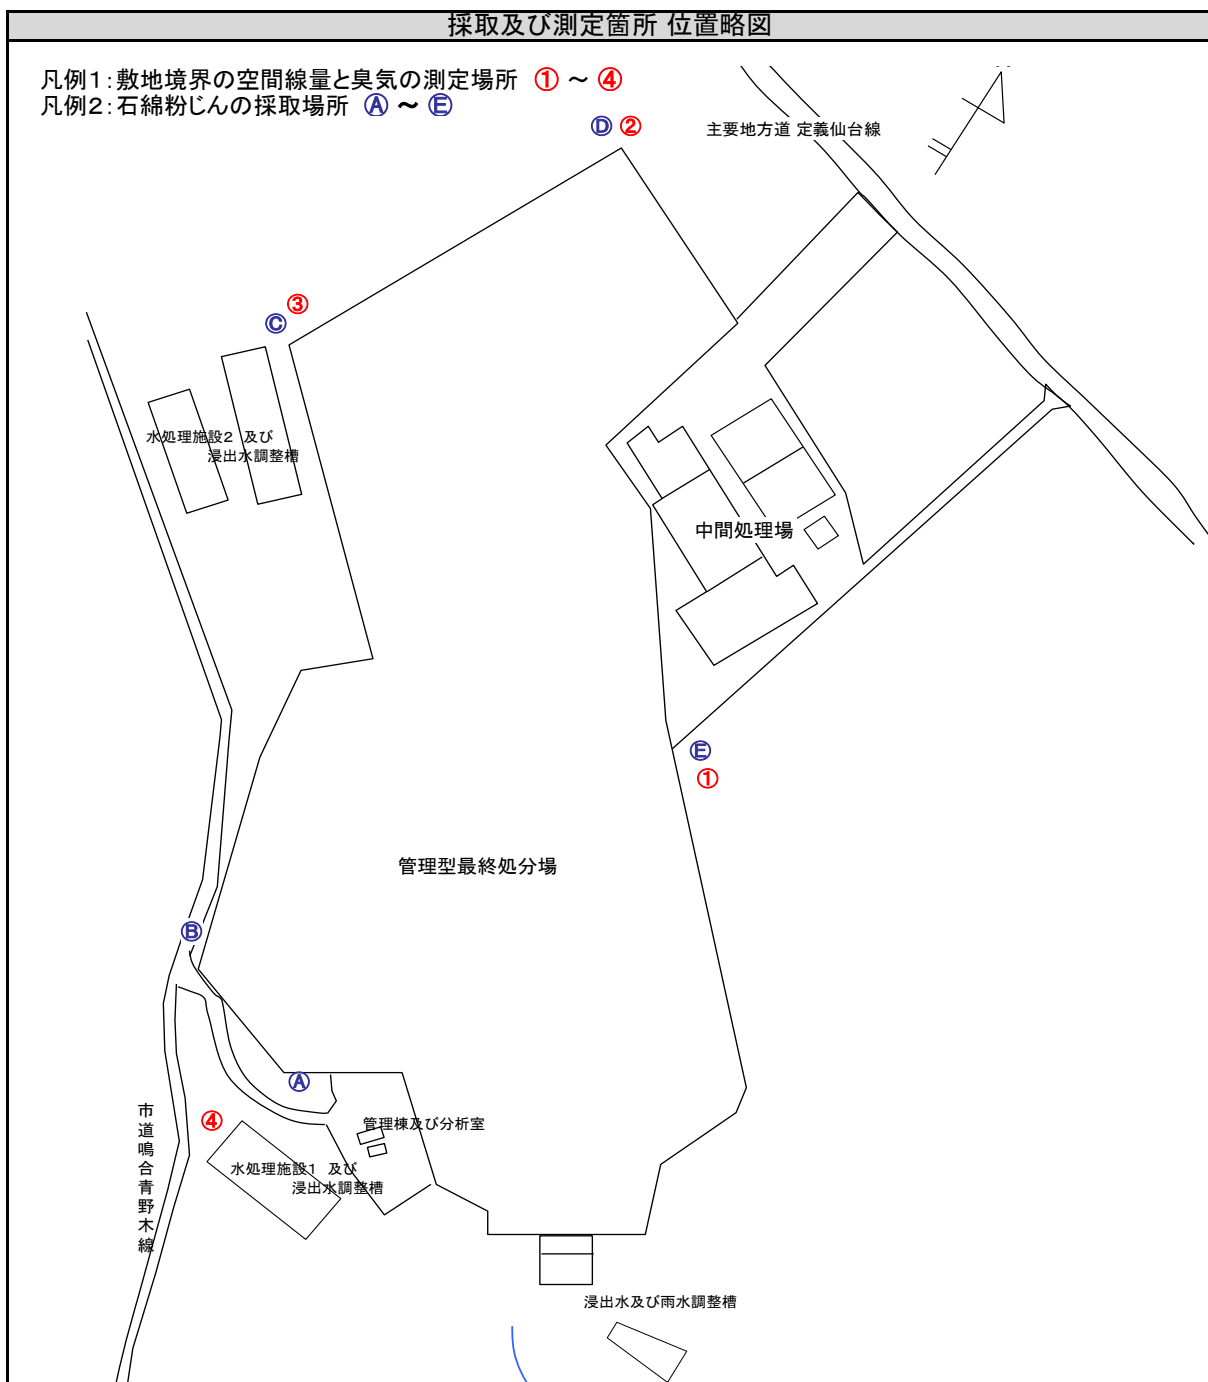 採取及び測定箇所 位置略図
凡例1：敷地境界の空間線量と臭気の測定場所 ① ～ ④
凡例2：石綿粉じんの採取場所 Ⓐ ～ Ⓔ
Ⓓ ②
主要地方道 定義仙台線
③
Ⓒ
水処理施設2 及び
浸出水調整槽
中間処理場
Ⓔ
①
管理型最終処分場
Ⓑ
Ⓐ
④
市道鳴合青野木線
管理棟及び分析室
水処理施設1 及び
浸出水調整槽
浸出水及び雨水調整槽